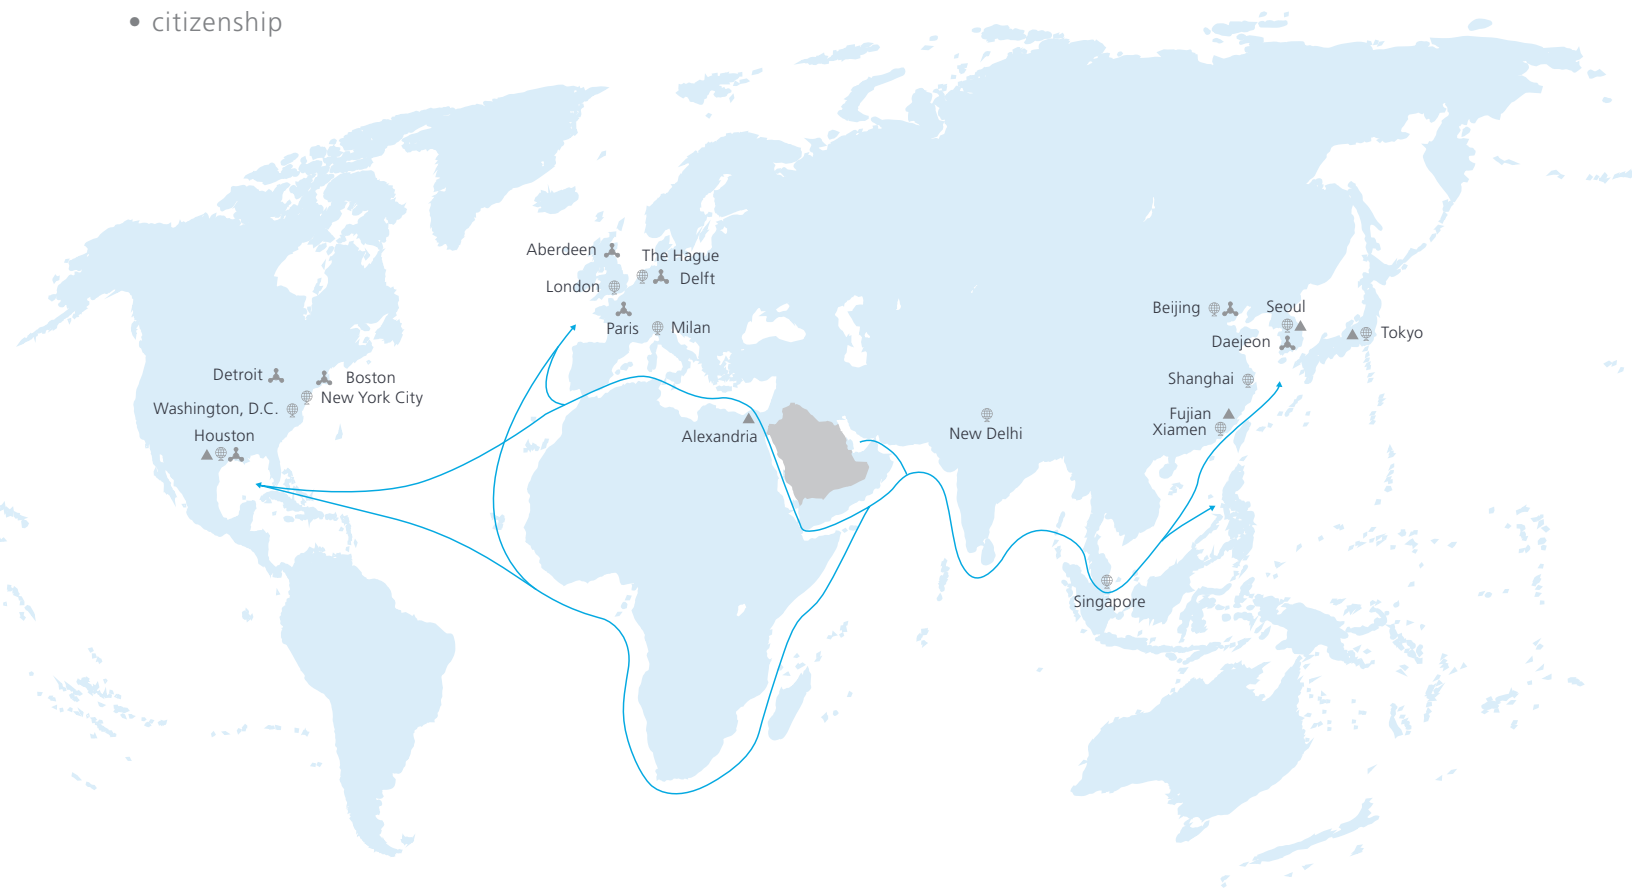 • citizenship
Aberdeen
The Hague
London
Delft
Paris
Milan
Beijing
Seoul
Daejeon
Tokyo
Detroit
Boston
New York City
Washington, D.C.
Shanghai
Houston
Alexandria
New Delhi
Fujian
Xiamen
Singapore